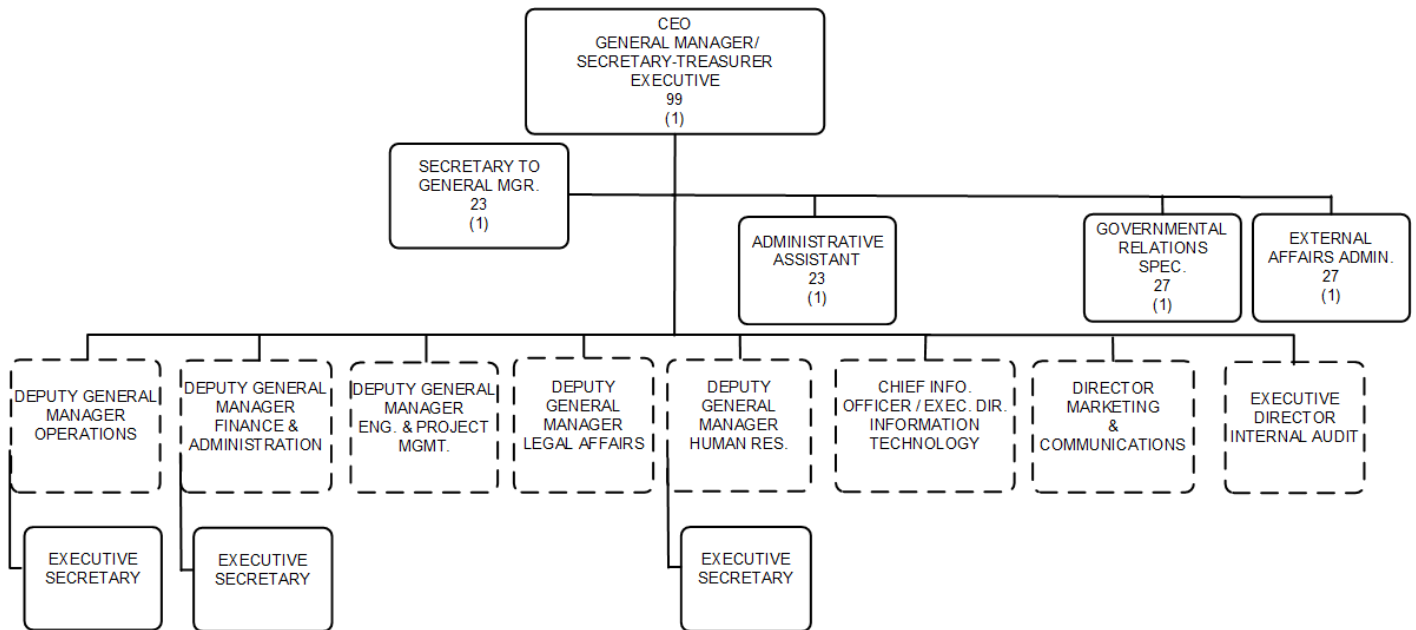 CEO
GENERAL MANAGER/
SECRETARY-TREASURER
EXECUTIVE
99
(1)
SECRETARY TO
GENERAL MGR.
23
(1)
ADMINISTRATIVE
ASSISTANT
23
(1)
GOVERNMENTAL
RELATIONS
SPEC.
27
(1)
EXTERNAL
AFFAIRS ADMIN.
27
(1)
DEPUTY GENERAL
MANAGER
OPERATIONS
DEPUTY GENERAL
MANAGER
FINANCE &
ADMINISTRATION
DEPUTY GENERAL
MANAGER
ENG. & PROJECT
MGMT.
DEPUTY
GENERAL
MANAGER
LEGAL AFFAIRS
DEPUTY
GENERAL
MANAGER
HUMAN RES.
CHIEF INFO.
OFFICER / EXEC. DIR.
INFORMATION
TECHNOLOGY
DIRECTOR
MARKETING
&
COMMUNICATIONS
EXECUTIVE
DIRECTOR
INTERNAL AUDIT
EXECUTIVE
SECRETARY
EXECUTIVE
SECRETARY
EXECUTIVE
SECRETARY